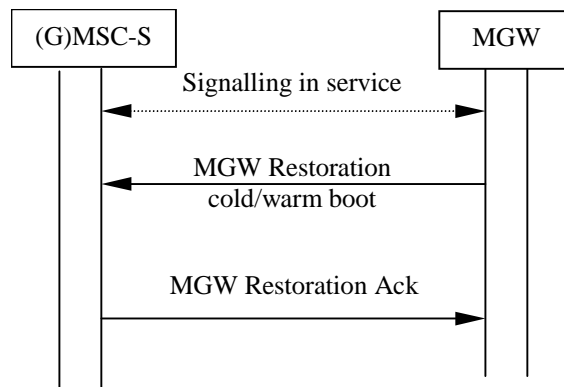 (G)MSC-S
MGW
Signalling in service
MGW Restoration
cold/warm boot
MGW Restoration Ack